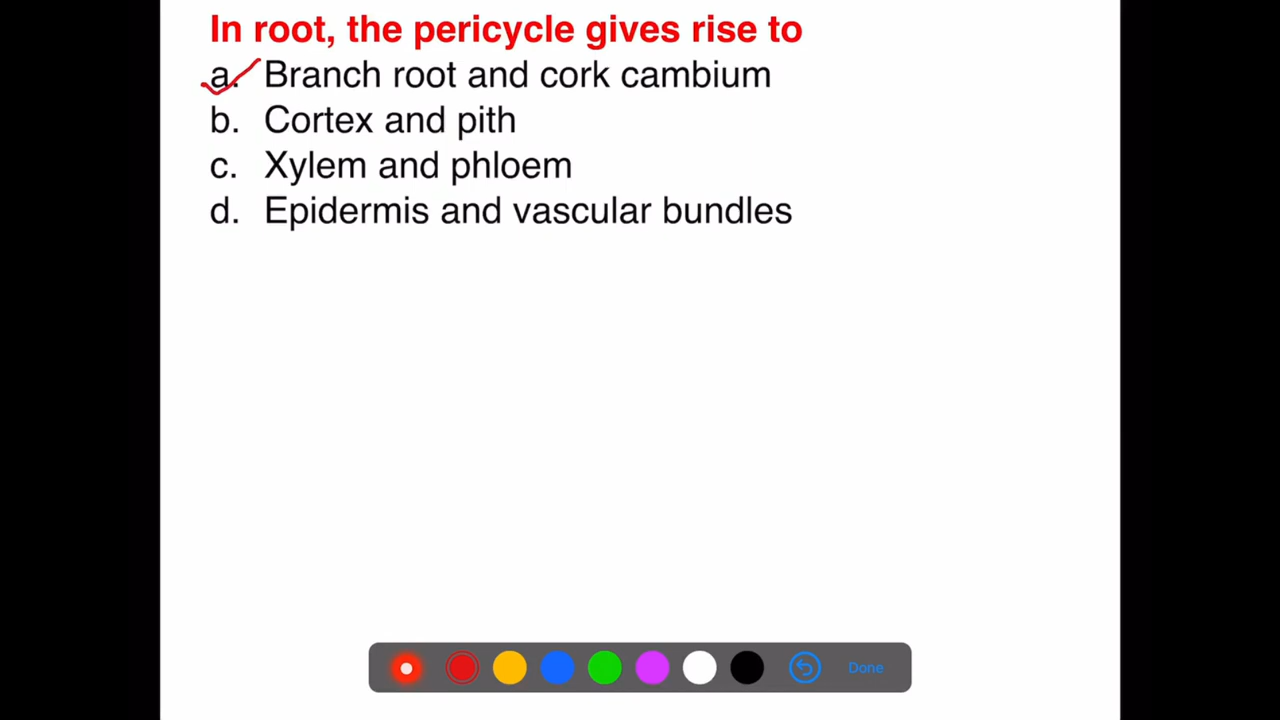 In root, the pericycle gives rise to
a. Branch root and cork cambium
b. Cortex and pith
c. Xylem and phloem
d. Epidermis and vascular bundles
Done